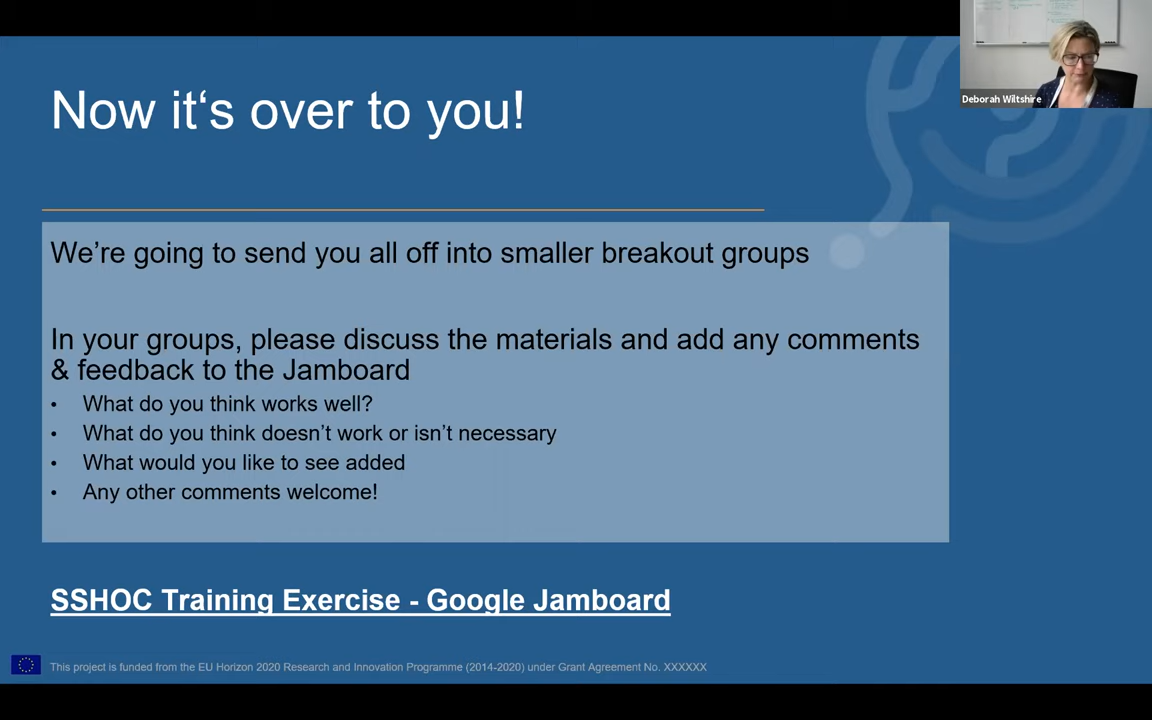 Now it‘s over to you!
Deborah Wiltshire
We’re going to send you all off into smaller breakout groups
In your groups, please discuss the materials and add any comments
& feedback to the Jamboard
• What do you think works well?
• What do you think doesn’t work or isn’t necessary
• What would you like to see added
• Any other comments welcome!
SSHOC Training Exercise - Google Jamboard
This project is funded from the EU Horizon 2020 Research and Innovation Programme (2014-2020) under Grant Agreement No. XXXXXX